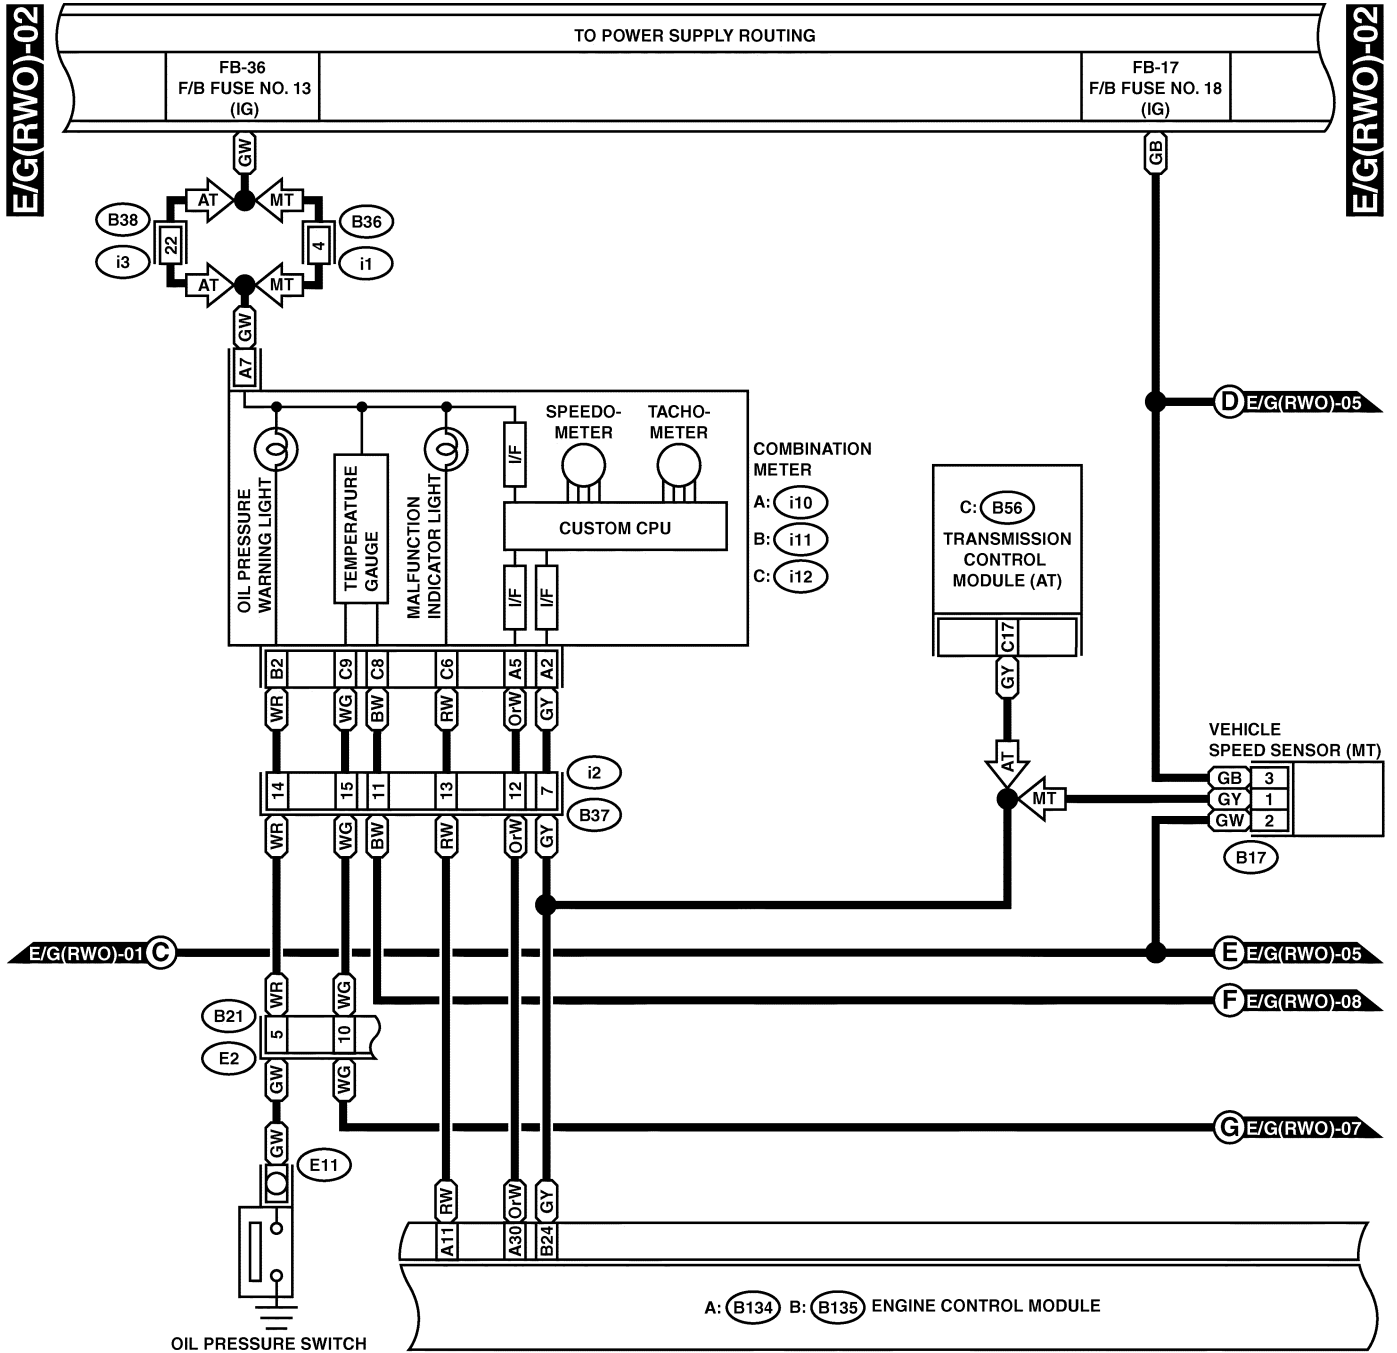 E/G(RWO)-02
E/G(RWO)-02
TO POWER SUPPLY ROUTING
FB-36
F/B FUSE NO. 13
(IG)
FB-17
F/B FUSE NO. 18
(IG)
GW
GB
AT
MT
B38
22
4
B36
i3
i1
AT
MT
GW
A7
D
E/G(RWO)-05
OIL PRESSURE
WARNING LIGHT
TEMPERATURE
GAUGE
MALFUNCTION
INDICATOR LIGHT
I/F
SPEEDO-
METER
TACHO-
METER
CUSTOM CPU
I/F
I/F
COMBINATION
METER
A: i10
B: i11
C: i12
C: B56
TRANSMISSION
CONTROL
MODULE (AT)
C17
GY
B2
C9
C8
C6
A5
A2
WR
WG
BW
RW
OrW
GY
14
15
11
13
12
7
i2
B37
WR
WG
BW
RW
OrW
GY
AT
MT
VEHICLE
SPEED SENSOR (MT)
GB 3
GY 1
GW 2
B17
E/G(RWO)-01
C
E
E/G(RWO)-05
F
E/G(RWO)-08
WR
WG
B21
5
10
E2
GW
WG
G
E/G(RWO)-07
GW
E11
RW
OrW
GY
A11
A30
B24
A: B134 B: B135 ENGINE CONTROL MODULE
OIL PRESSURE SWITCH